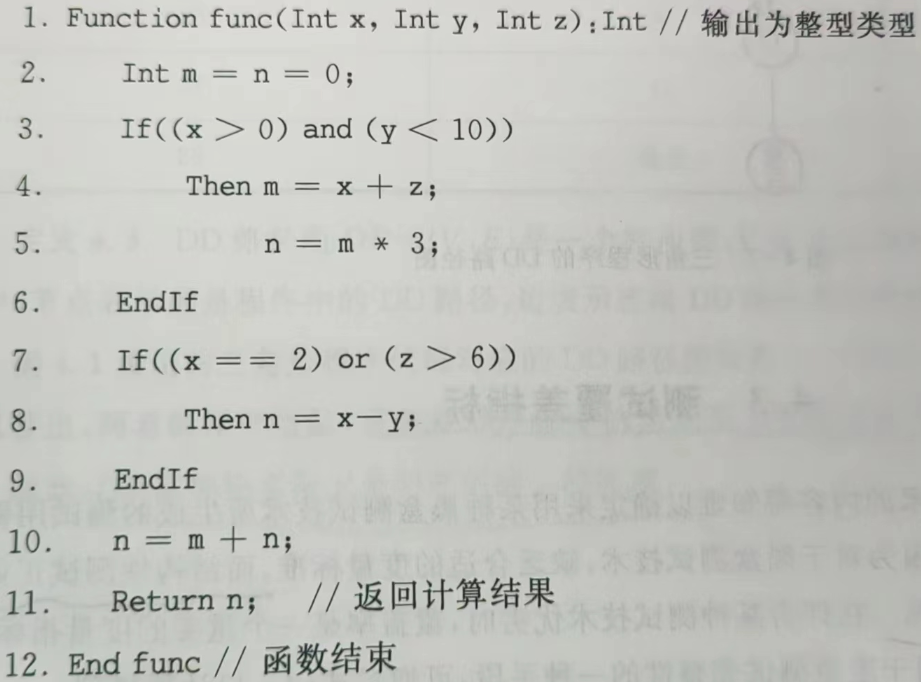 1. Function func(Int x, Int y, Int z):Int // 输出为整型类型
2. Int m = n = 0;
3. If((x > 0) and (y < 10))
4. Then m = x + z;
5. n = m * 3;
6. EndIf
7. If((x == 2) or (z > 6))
8. Then n = x - y;
9. EndIf
10. n = m + n;
11. Return n; // 返回计算结果
12. End func // 函数结束